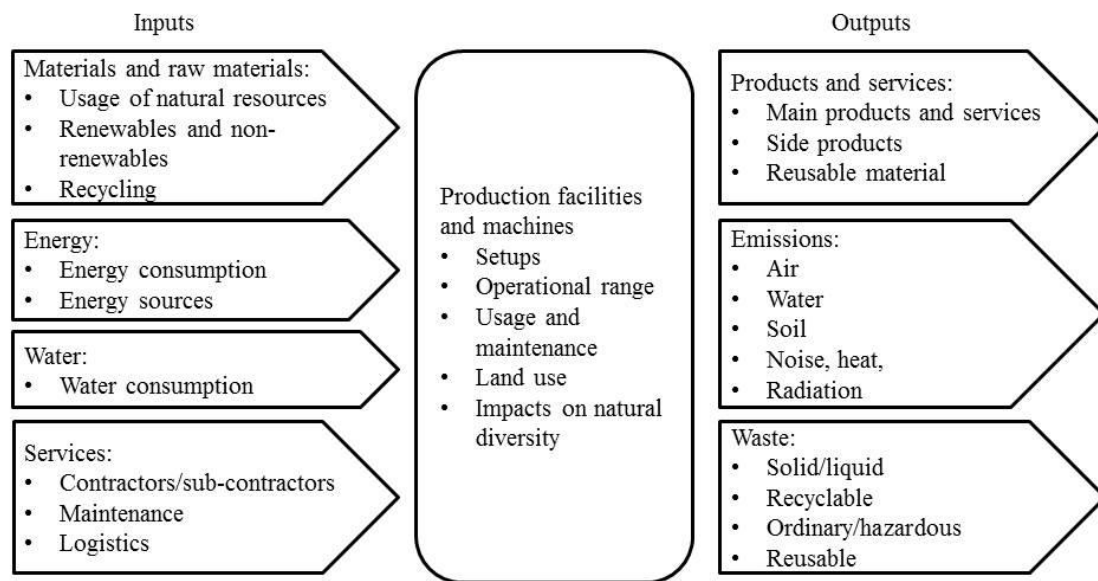 Inputs
Materials and raw materials:
• Usage of natural resources
• Renewables and non-
renewables
• Recycling
Energy:
• Energy consumption
• Energy sources
Water:
• Water consumption
Services:
• Contractors/sub-contractors
• Maintenance
• Logistics
Production facilities
and machines
• Setups
• Operational range
• Usage and
maintenance
• Land use
• Impacts on natural
diversity
Outputs
Products and services:
• Main products and services
• Side products
• Reusable material
Emissions:
• Air
• Water
• Soil
• Noise, heat,
• Radiation
Waste:
• Solid/liquid
• Recyclable
• Ordinary/hazardous
• Reusable